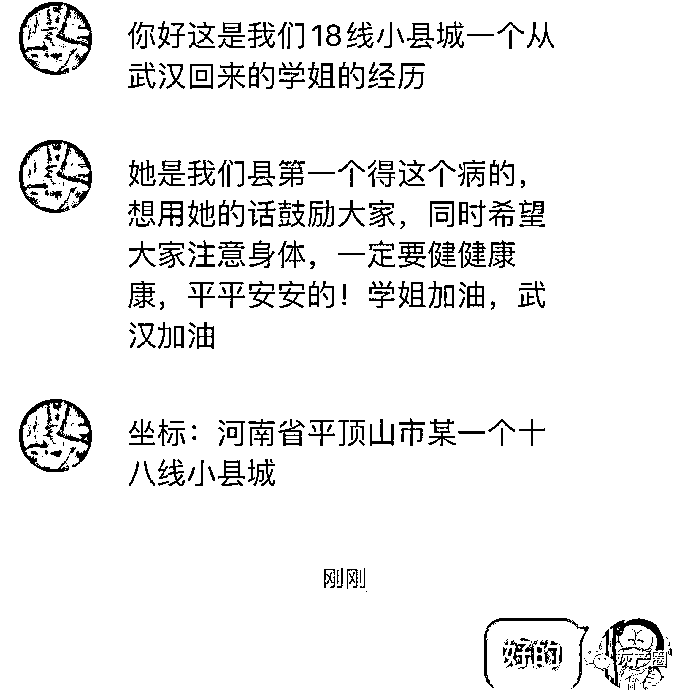 你好这是我们18线小县城一个从
武汉回来的学姐的经历
她是我们县第一个得这个病的，
想用她的话鼓励大家，同时希望
大家注意身体，一定要健健康
康，平平安安的！学姐加油，武
汉加油
坐标：河南省平顶山市某一个十
八线小县城
刚刚
好的
灰产圈